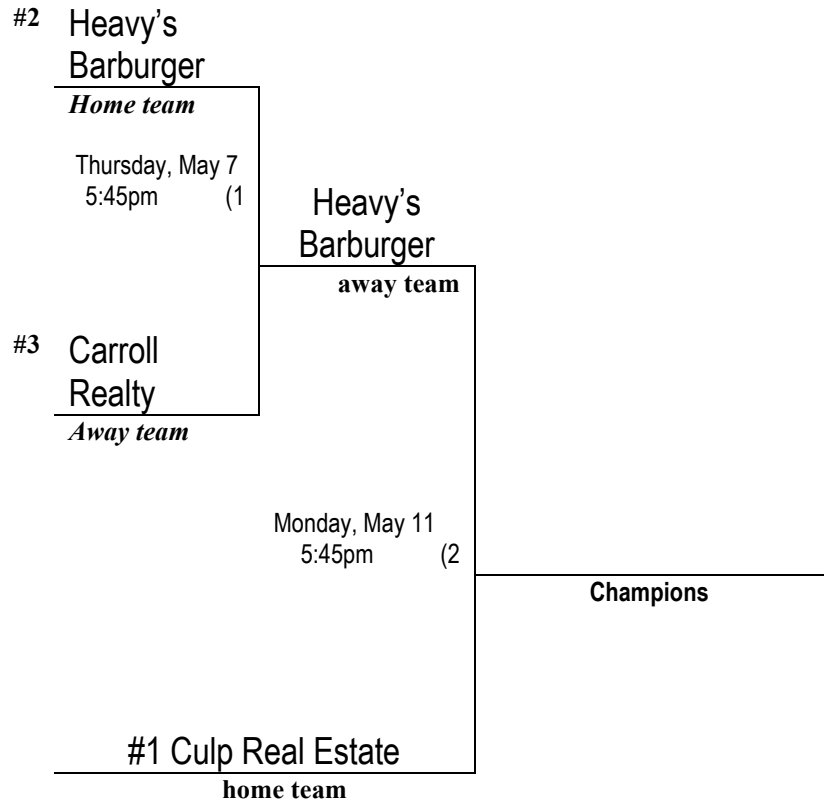 #2 Heavy's
Barburger
Home team
Thursday, May 7
5:45pm (1
Heavy's
Barburger
away team
#3 Carroll
Realty
Away team
Monday, May 11
5:45pm (2
Champions
#1 Culp Real Estate
home team